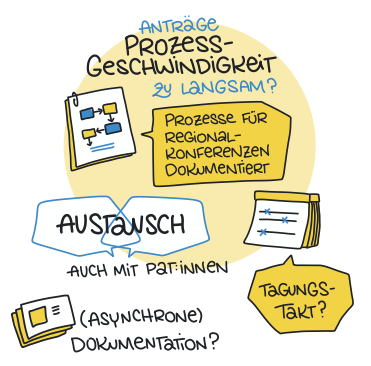 ANTRÄGE
PROZESS-
GESCHWINDIGKEIT
ZU LANGSAM?
PROZESSE FÜR
REGIONAL-
KONFERENZEN
DOKUMENTIERT
AUSTAUSCH
AUCH MIT PAT:INNEN
TAGUNGS-
TAKT?
(ASYNCHRONE)
DOKUMENTATION?